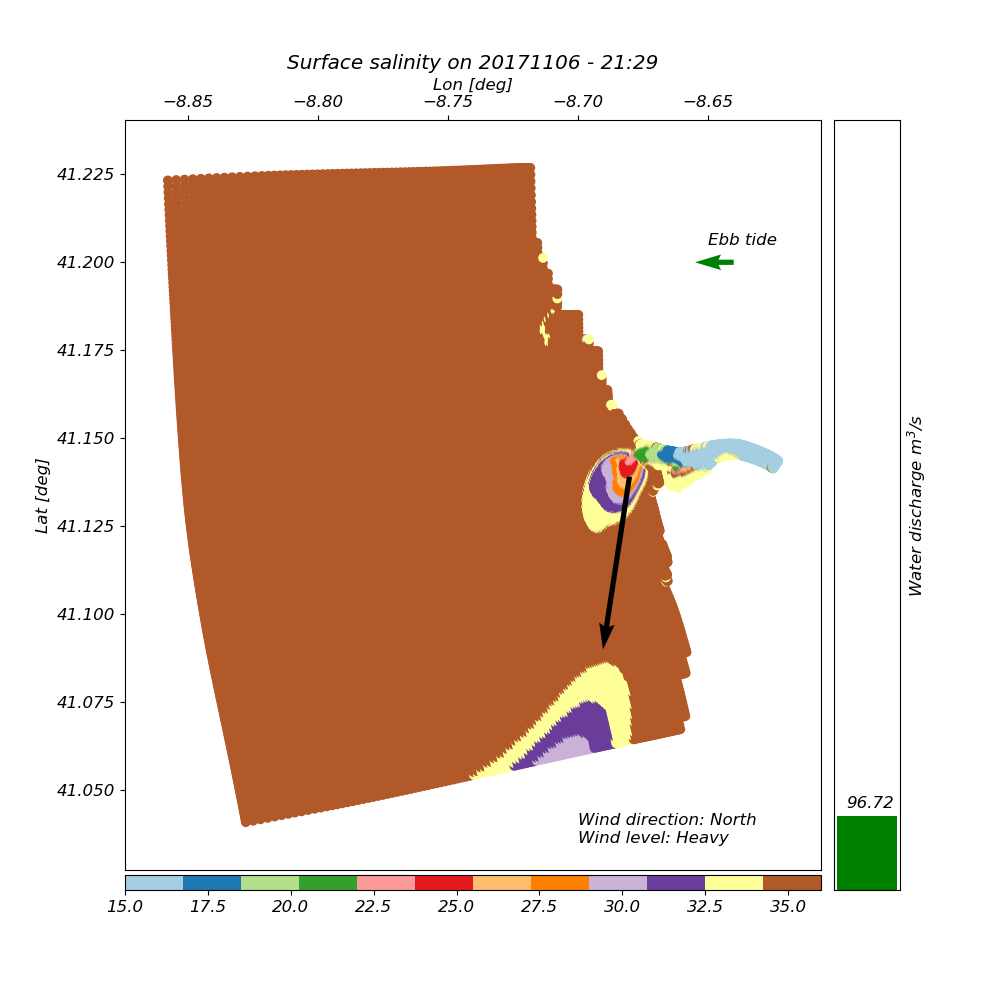 Surface salinity on 20171106 - 21:29
Lon [deg]
−8.85 −8.80 −8.75 −8.70 −8.65
41.225
Ebb tide
41.200
41.175
41.150
Lat [deg]
41.125
41.100
41.075
41.050
Water discharge m³/s
96.72
Wind direction: North
Wind level: Heavy
15.0 17.5 20.0 22.5 25.0 27.5 30.0 32.5 35.0